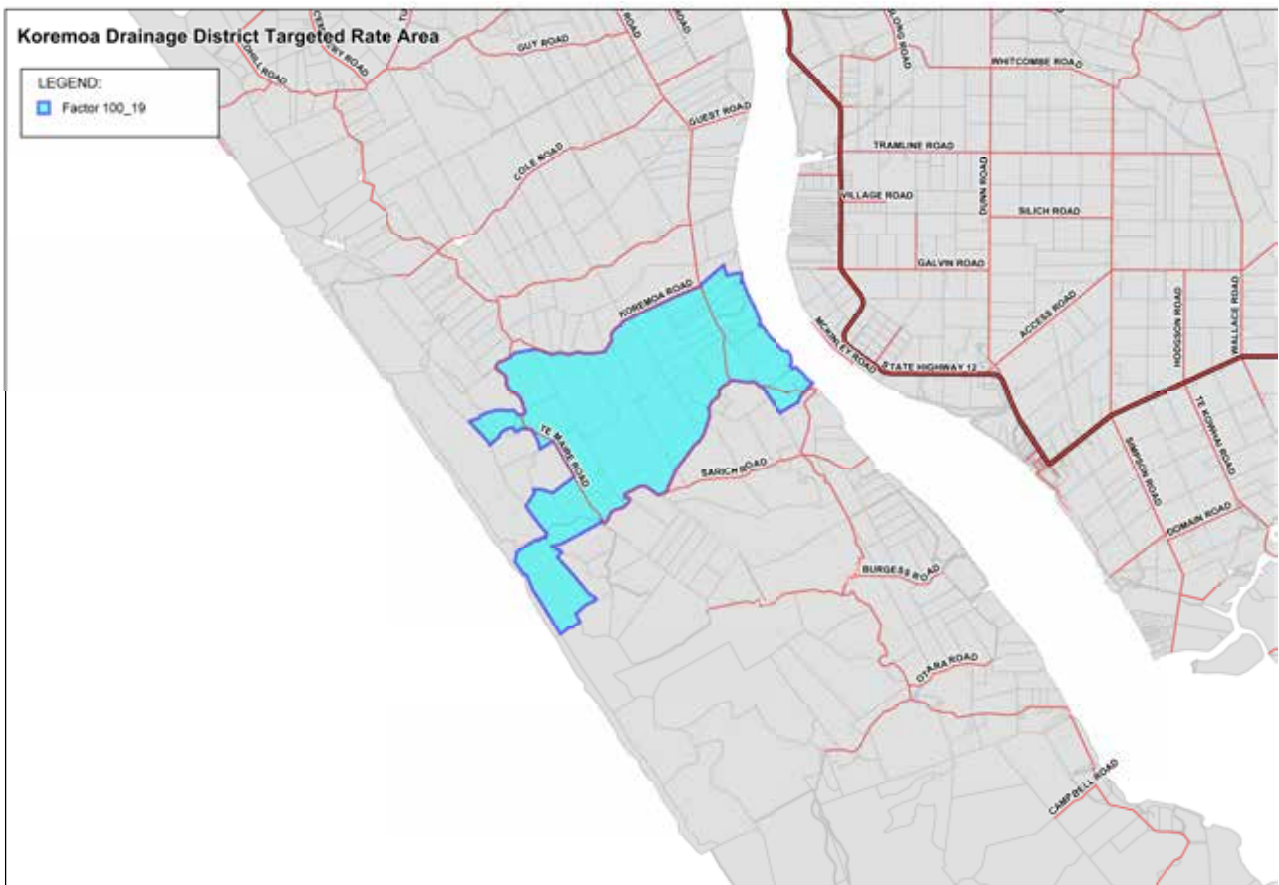 Koremoa Drainage District Targeted Rate Area
LEGEND:
Factor 100_19
GUY ROAD
WHITCOMBE ROAD
GUEST ROAD
COLE ROAD
TRAMLINE ROAD
DUNN ROAD
VILLAGE ROAD
SILICH ROAD
GALVIN ROAD
KOREMOA ROAD
ACCESS ROAD
HODGSON ROAD
WALLACE ROAD
MCKINLEY ROAD
STATE HIGHWAY 12
TE KOWHAI ROAD
TE MAIRE ROAD
SIMPSON ROAD
SARICH ROAD
DOMAIN ROAD
BURGESS ROAD
OTARA ROAD
CAMPBELL ROAD
ROAD
ROAD